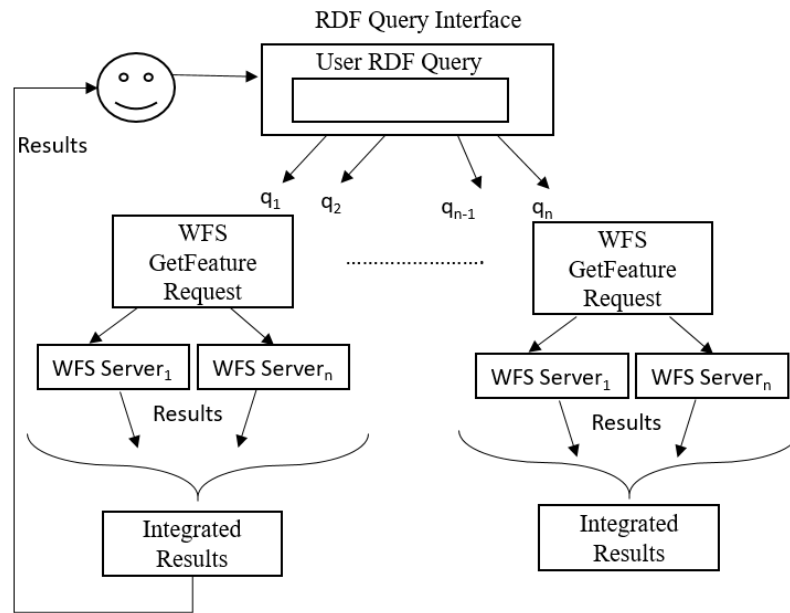 RDF Query Interface
User RDF Query
Results
q₁ q₂ qₙ₋₁ qₙ
WFS
GetFeature
Request
...................
WFS
GetFeature
Request
WFS Server₁ WFS Serverₙ
WFS Server₁ WFS Serverₙ
Results
Results
Integrated
Results
Integrated
Results